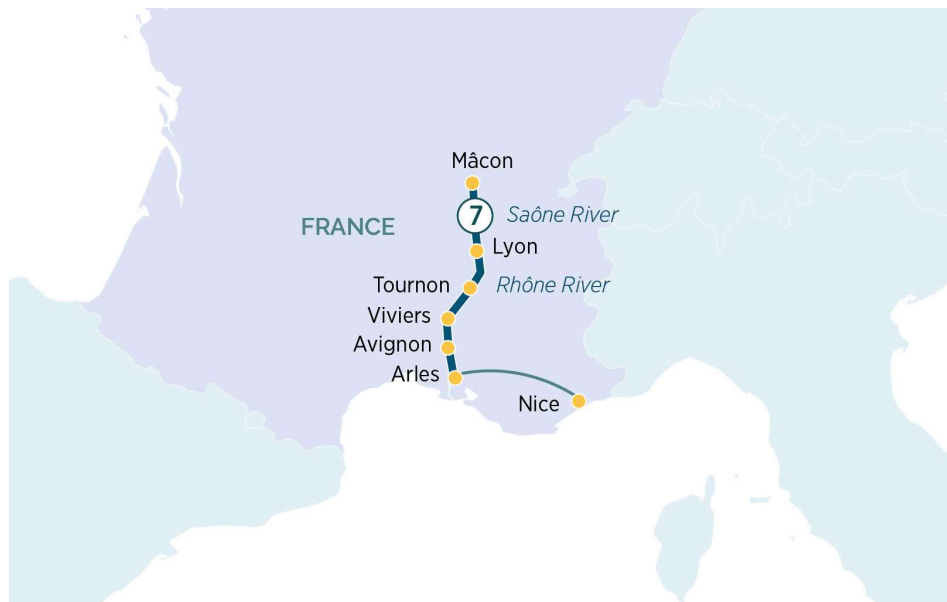 Mâcon
7
Saône River
FRANCE
Lyon
Tournon
Rhône River
Viviers
Avignon
Arles
Nice